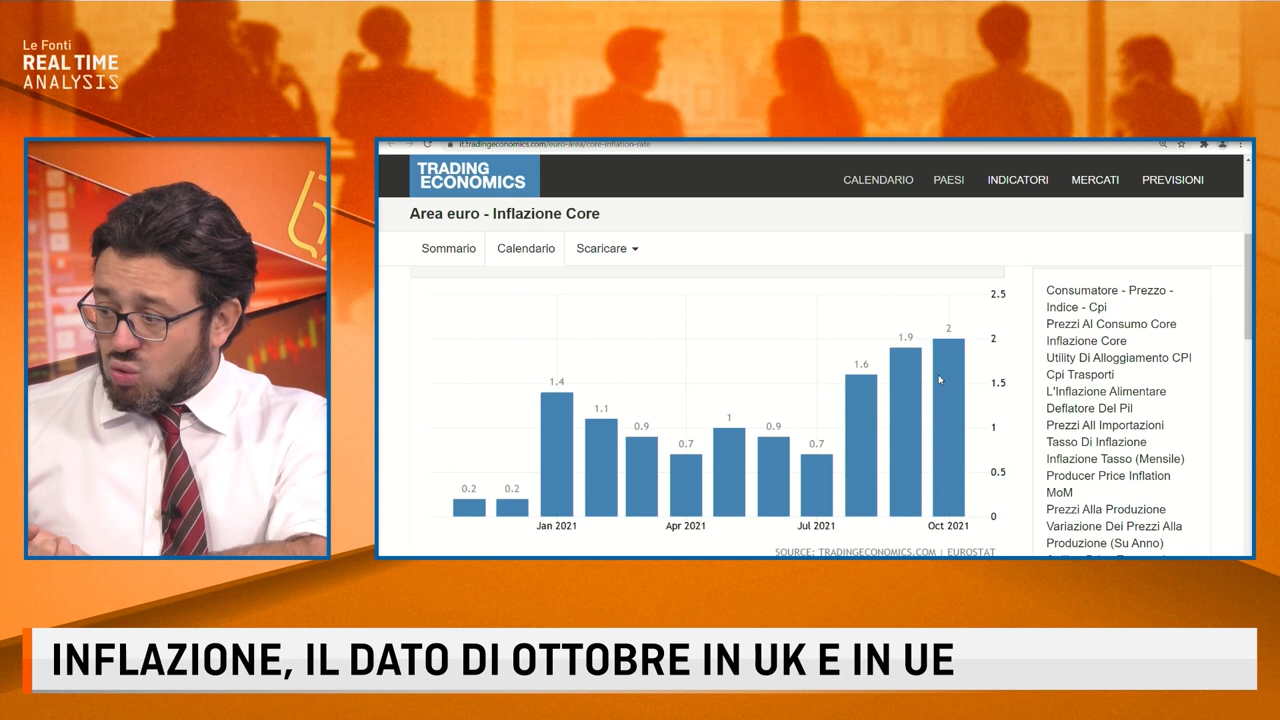 Le Fonti
REAL TIME
ANALYSIS
it.tradingeconomics.com/euro-area/core-inflation-rate
TRADING
ECONOMICS
CALENDARIO PAESI INDICATORI MERCATI PREVISIONI
Area euro - Inflazione Core
Sommario Calendario Scaricare
2.5
2
1.5
1
0.5
0
0.2
0.2
1.4
1.1
0.9
0.7
1
0.9
0.7
1.6
1.9
2
Jan 2021 Apr 2021 Jul 2021 Oct 2021
SOURCE: TRADINGECONOMICS.COM | EUROSTAT
Consumatore - Prezzo -
Indice - Cpi
Prezzi Al Consumo Core
Inflazione Core
Utility Di Alloggiamento CPI
Cpi Trasporti
L'Inflazione Alimentare
Deflatore Del Pil
Prezzi All Importazioni
Tasso Di Inflazione
Inflazione Tasso (Mensile)
Producer Price Inflation
MoM
Prezzi Alla Produzione
Variazione Dei Prezzi Alla
Produzione (Su Anno)
INFLAZIONE, IL DATO DI OTTOBRE IN UK E IN UE